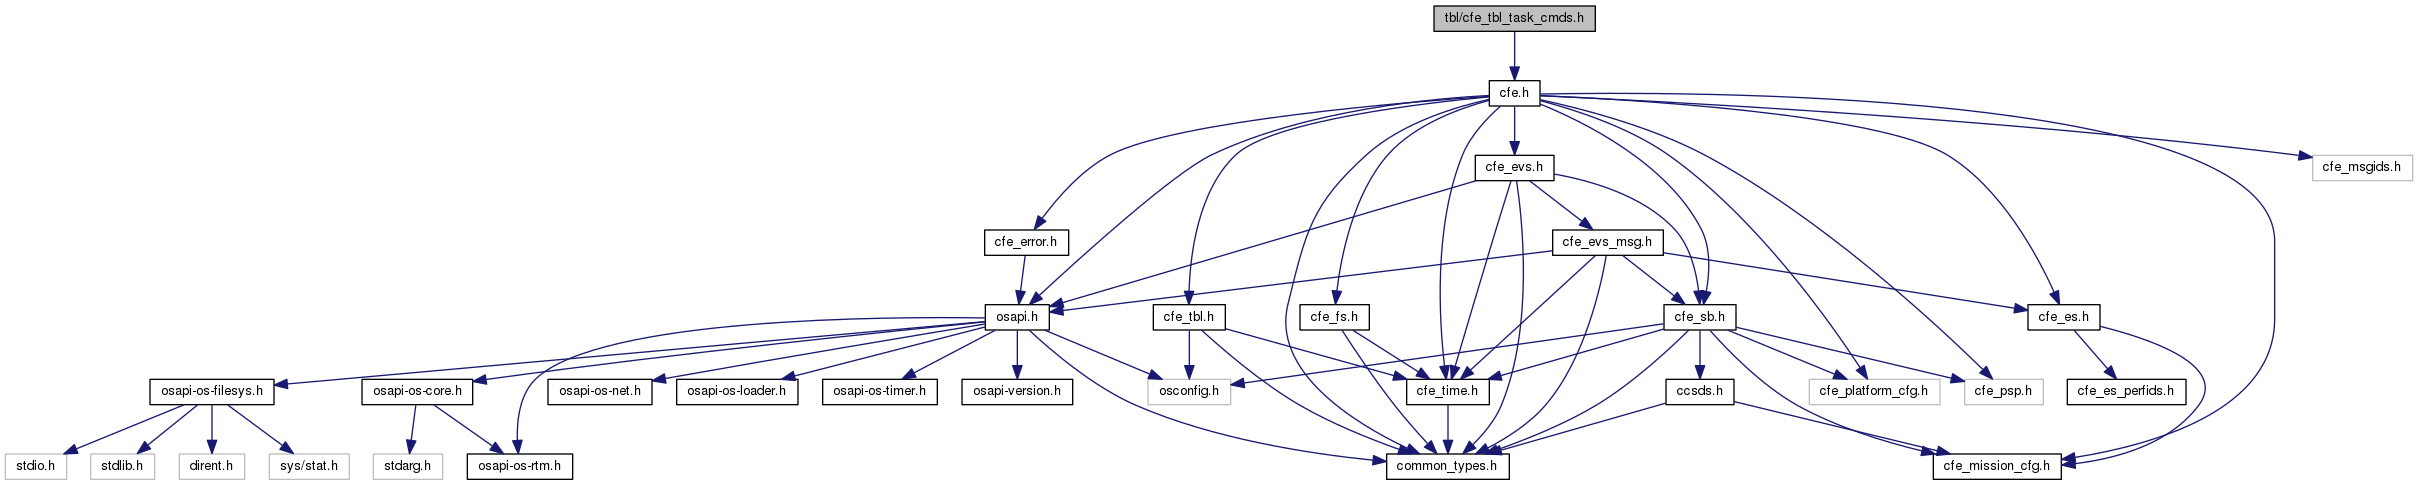 tbl/cfe_tbl_task_cmds.h
cfe.h
cfe_evs.h
cfe_msgids.h
cfe_error.h
cfe_evs_msg.h
osapi.h
cfe_tbl.h
cfe_fs.h
cfe_sb.h
cfe_es.h
osapi-os-filesys.h
osapi-os-core.h
osapi-os-net.h
osapi-os-loader.h
osapi-os-timer.h
osapi-version.h
osconfig.h
cfe_time.h
ccsds.h
cfe_platform_cfg.h
cfe_psp.h
cfe_es_perfids.h
stdio.h
stdlib.h
dirent.h
sys/stat.h
stdarg.h
osapi-os-rtm.h
common_types.h
cfe_mission_cfg.h